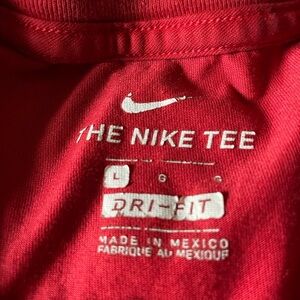 THE NIKE TEE
L G G
DRI-FIT
MADE IN MEXICO
FABRIQUÉ AU MEXIQUE